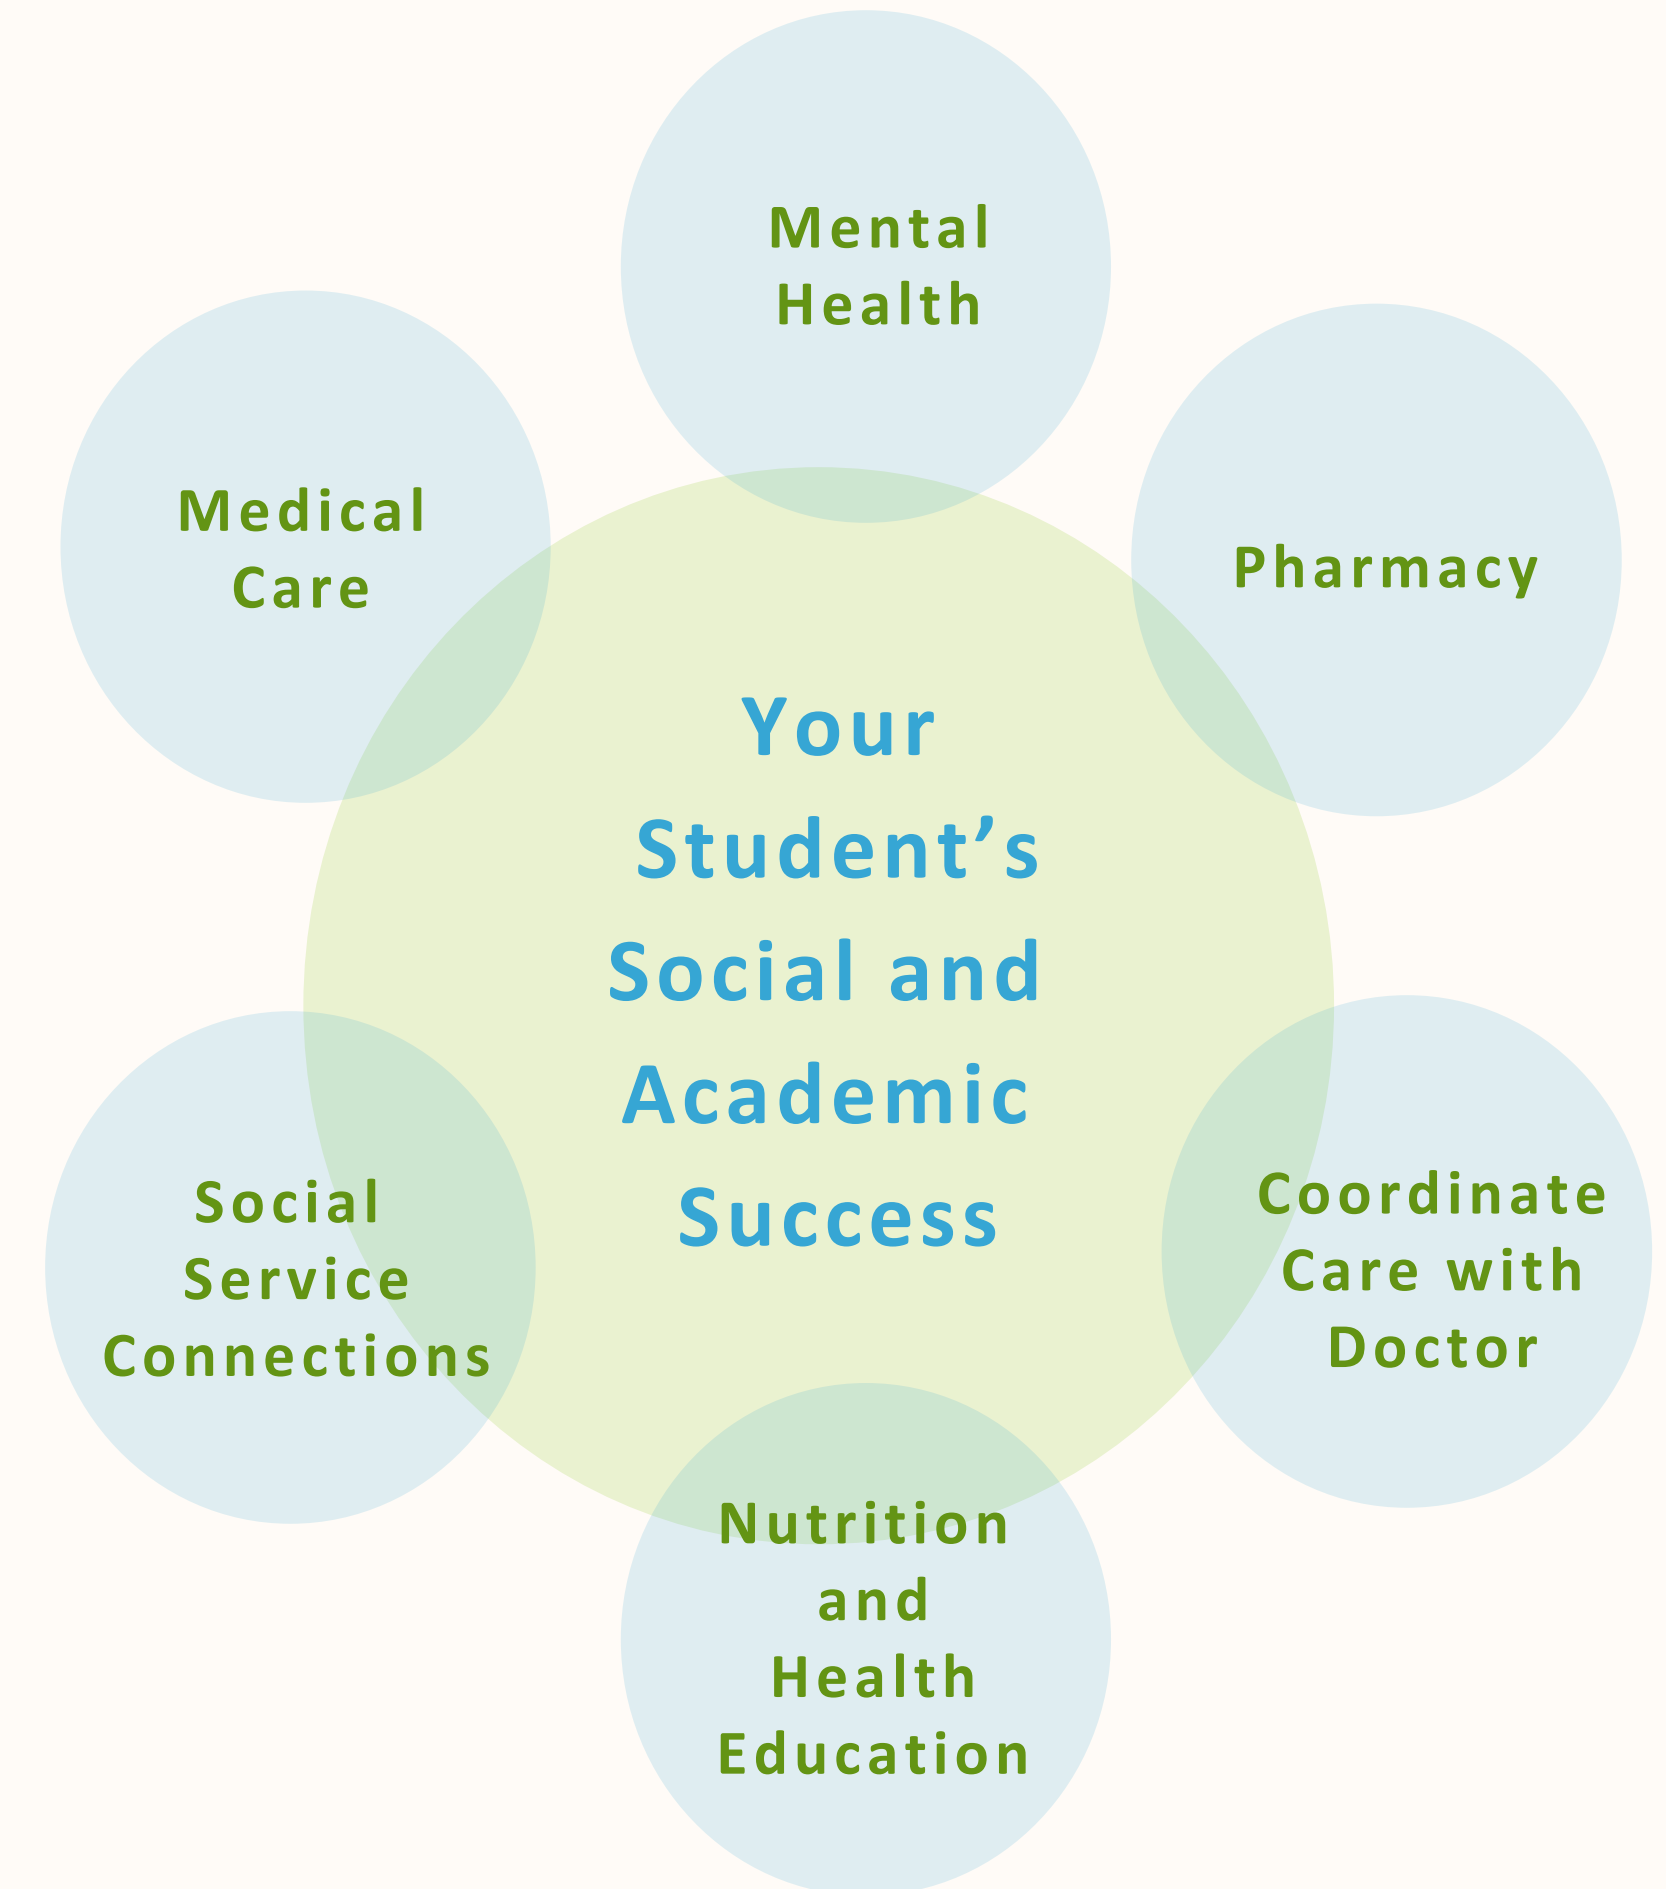 Mental
Health
Medical
Care
Pharmacy
Your
Student’s
Social and
Academic
Success
Social
Service
Connections
Coordinate
Care with
Doctor
Nutrition
and
Health
Education